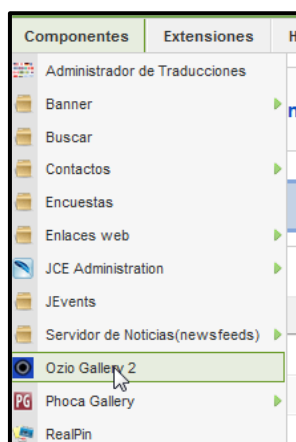 Componentes Extensiones H
Administrador de Traducciones
Banner
Buscar
Contactos
Encuestas
Enlaces web
JCE Administration
JEvents
Servidor de Noticias(newsfeeds)
Ozio Gallery 2
PG Phoca Gallery
RealPin